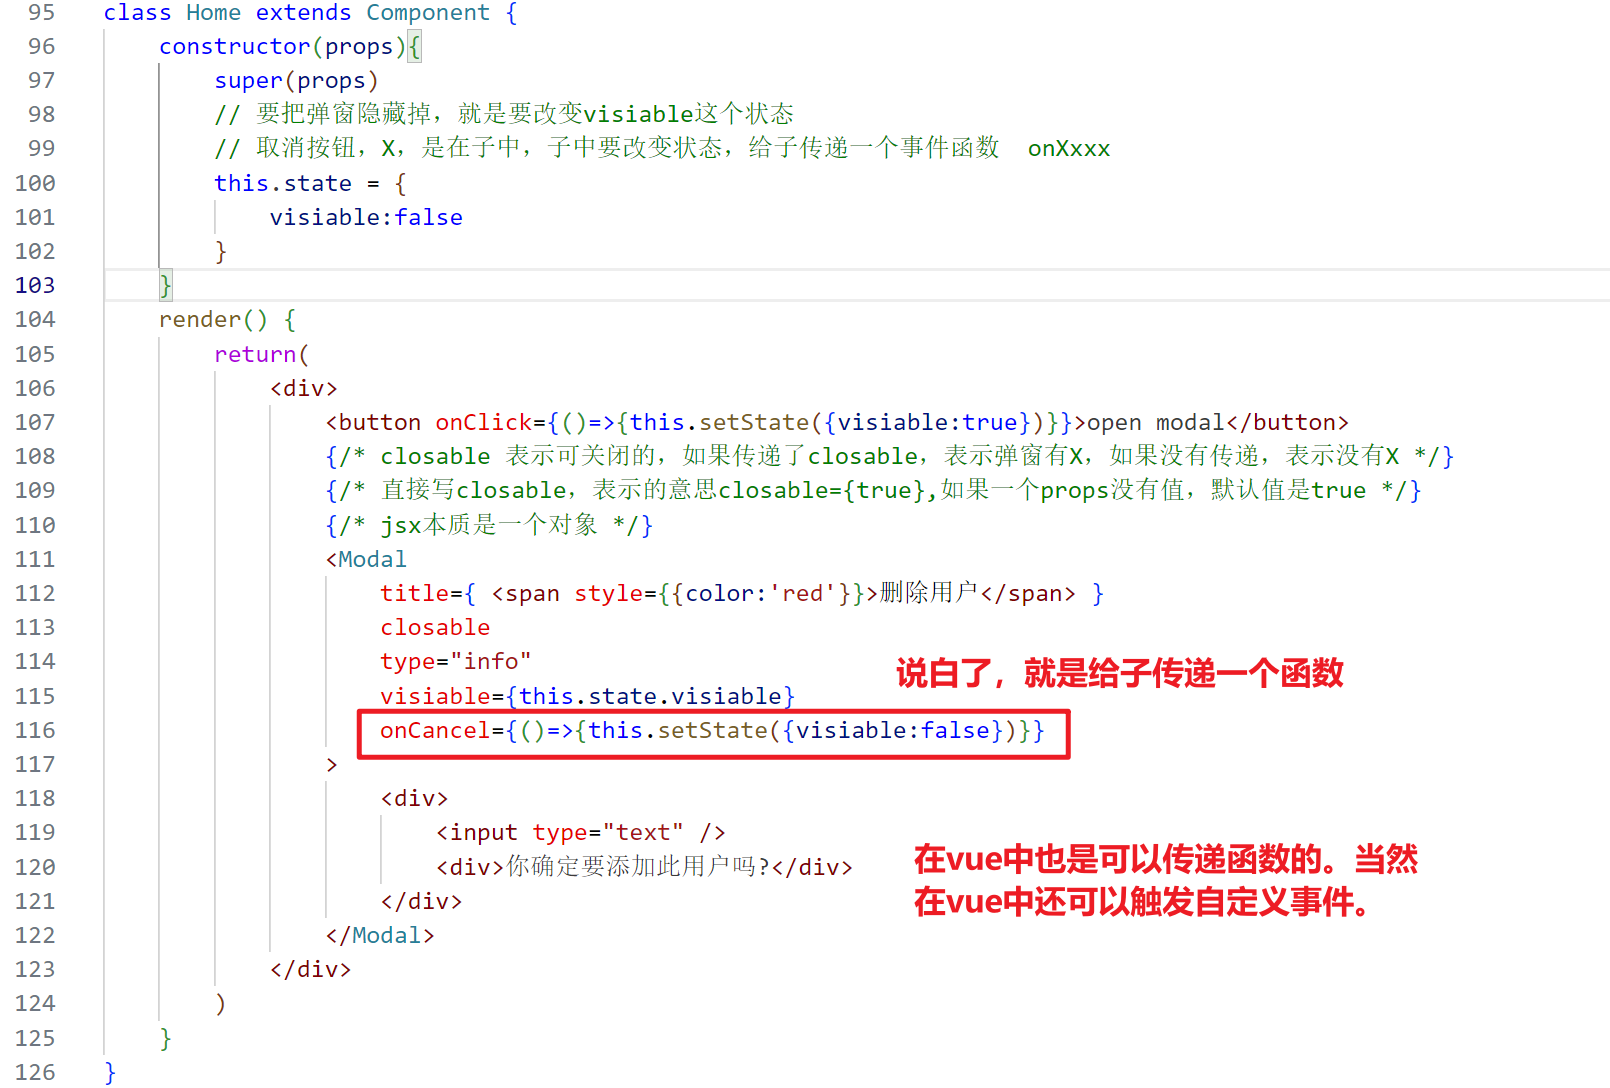 95 class Home extends Component {
96 constructor(props){
97 super(props)
98 // 要把弹窗隐藏掉，就是要改变visiable这个状态
99 // 取消按钮，X，是在子中，子中要改变状态，给子传递一个事件函数 onXxxx
100 this.state = {
101 visiable:false
102 }
103 }
104 render() {
105 return(
106 <div>
107 <button onClick={()=>{this.setState({visiable:true})}}>open modal</button>
108 {/* closable 表示可关闭的，如果传递了closable，表示弹窗有X，如果没有传递，表示没有X */}
109 {/* 直接写closable，表示的意思closable={true},如果一个props没有值，默认值是true */}
110 {/* jsx本质是一个对象 */}
111 <Modal
112 title={ <span style={{color:'red'}}>删除用户</span> }
113 closable
114 type="info"
说白了，就是给子传递一个函数
115 visiable={this.state.visiable}
116 onCancel={()=>{this.setState({visiable:false})}}
117 >
118 <div>
119 <input type="text" />
120 <div>你确定要添加此用户吗?</div>
在vue中也是可以传递函数的。当然
121 </div>
在vue中还可以触发自定义事件。
122 </Modal>
123 </div>
124 )
125 }
126 }